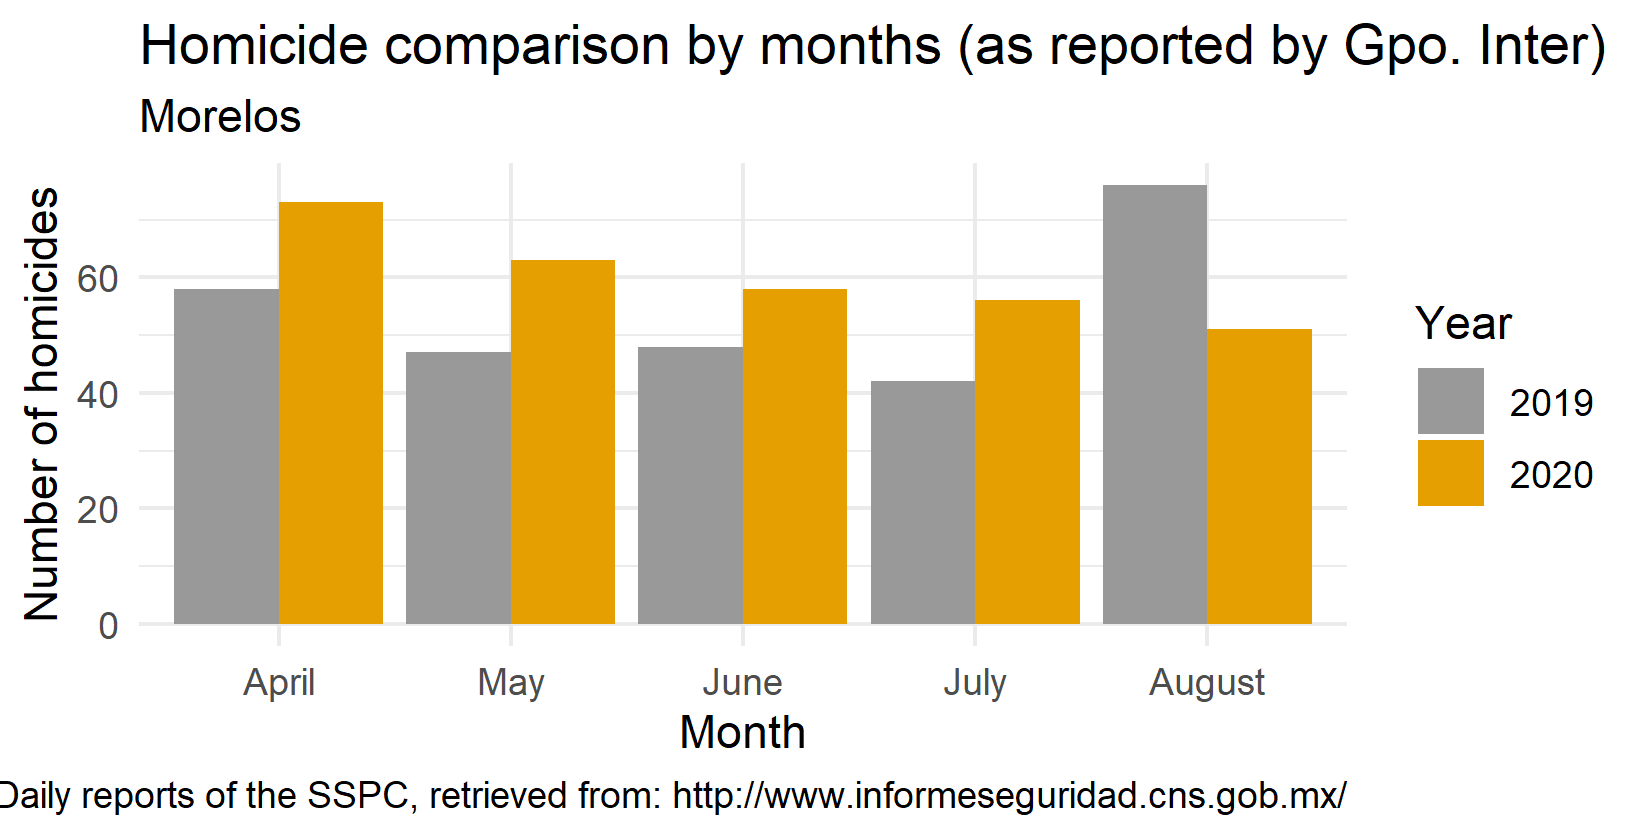 Homicide comparison by months (as reported by Gpo. Inter)
Morelos
Number of homicides
60
40
20
0
April May June July August
Month
Year
2019
2020
Daily reports of the SSPC, retrieved from: http://www.informeseguridad.cns.gob.mx/